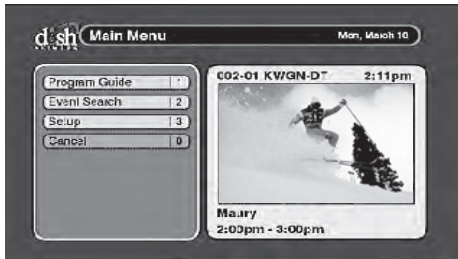 dish
NETWORK
Main Menu
Mon, March 10
Program Guide 1
Event Search 2
Setup 3
Cancel 0
002-01 KWGN-DT 2:11pm
Maury
2:00pm - 3:00pm